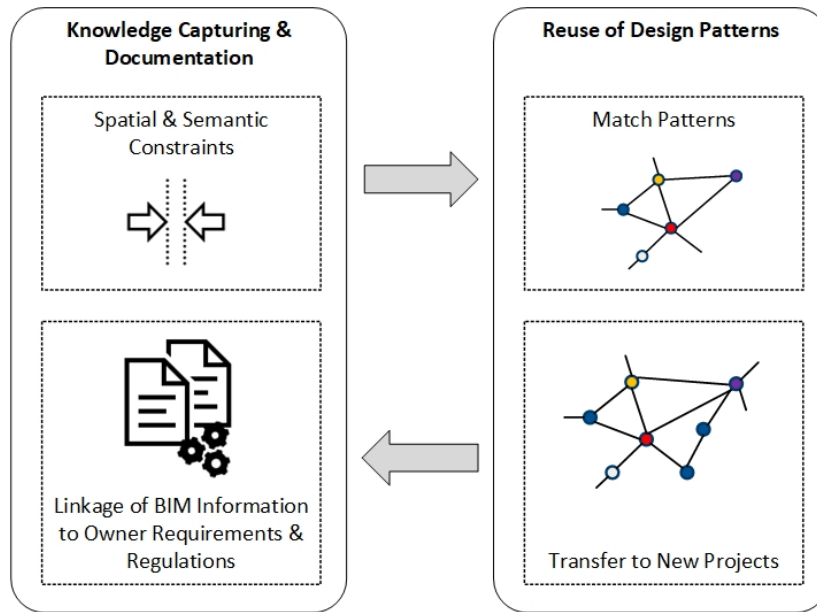 Knowledge Capturing &
Documentation
Spatial & Semantic
Constraints
Linkage of BIM Information
to Owner Requirements &
Regulations
Reuse of Design Patterns
Match Patterns
Transfer to New Projects